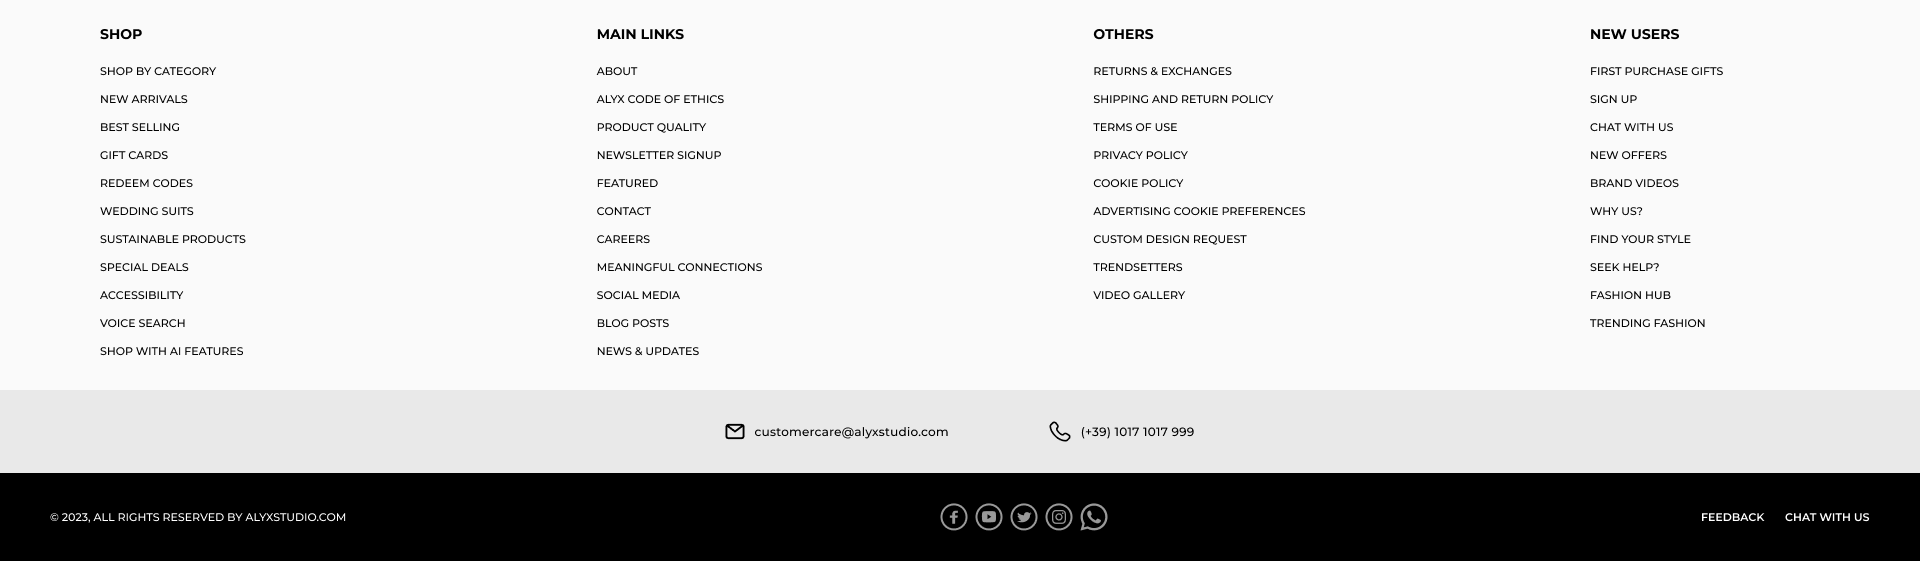 SHOP
SHOP BY CATEGORY
NEW ARRIVALS
BEST SELLING
GIFT CARDS
REDEEM CODES
WEDDING SUITS
SUSTAINABLE PRODUCTS
SPECIAL DEALS
ACCESSIBILITY
VOICE SEARCH
SHOP WITH AI FEATURES
MAIN LINKS
ABOUT
ALYX CODE OF ETHICS
PRODUCT QUALITY
NEWSLETTER SIGNUP
FEATURED
CONTACT
CAREERS
MEANINGFUL CONNECTIONS
SOCIAL MEDIA
BLOG POSTS
NEWS & UPDATES
OTHERS
RETURNS & EXCHANGES
SHIPPING AND RETURN POLICY
TERMS OF USE
PRIVACY POLICY
COOKIE POLICY
ADVERTISING COOKIE PREFERENCES
CUSTOM DESIGN REQUEST
TRENDSETTERS
VIDEO GALLERY
NEW USERS
FIRST PURCHASE GIFTS
SIGN UP
CHAT WITH US
NEW OFFERS
BRAND VIDEOS
WHY US?
FIND YOUR STYLE
SEEK HELP?
FASHION HUB
TRENDING FASHION
customercare@alyxstudio.com
(+39) 1017 1017 999
© 2023, ALL RIGHTS RESERVED BY ALYXSTUDIO.COM
FEEDBACK
CHAT WITH US